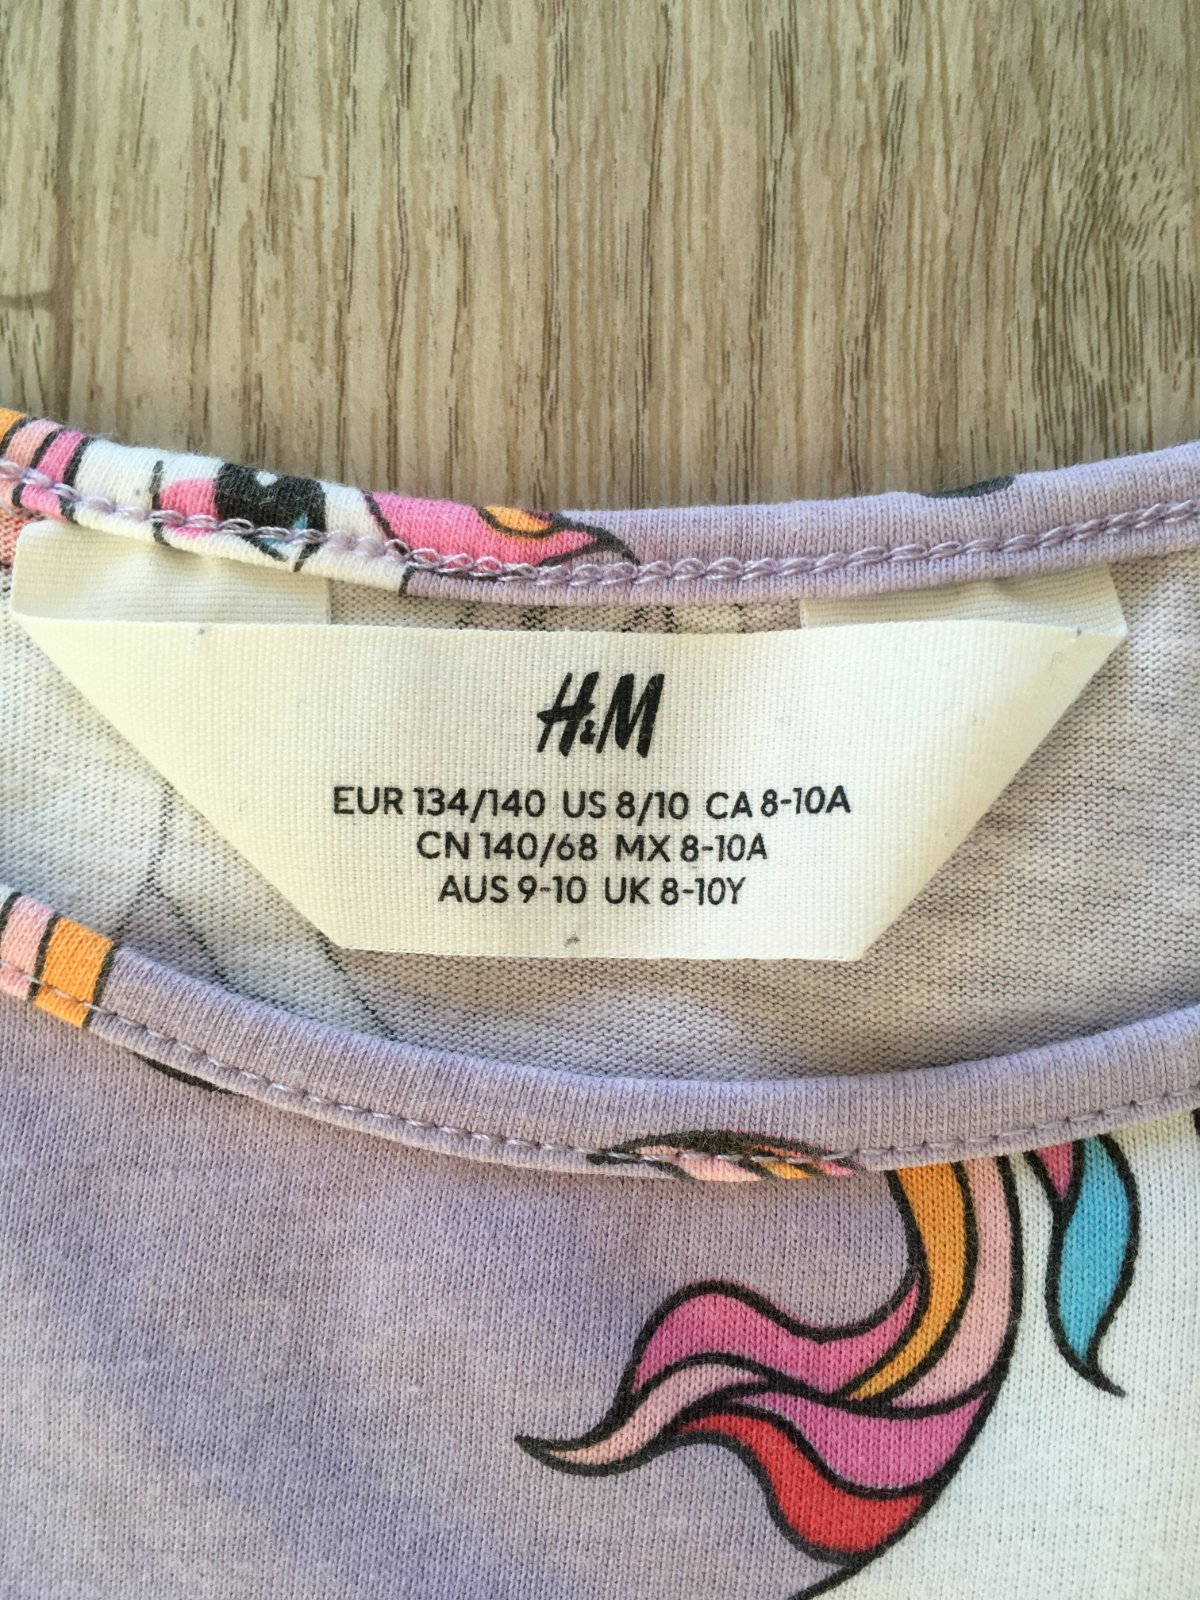 H&M
EUR 134/140 US 8/10 CA 8-10A
CN 140/68 MX 8-10A
AUS 9-10 UK 8-10Y